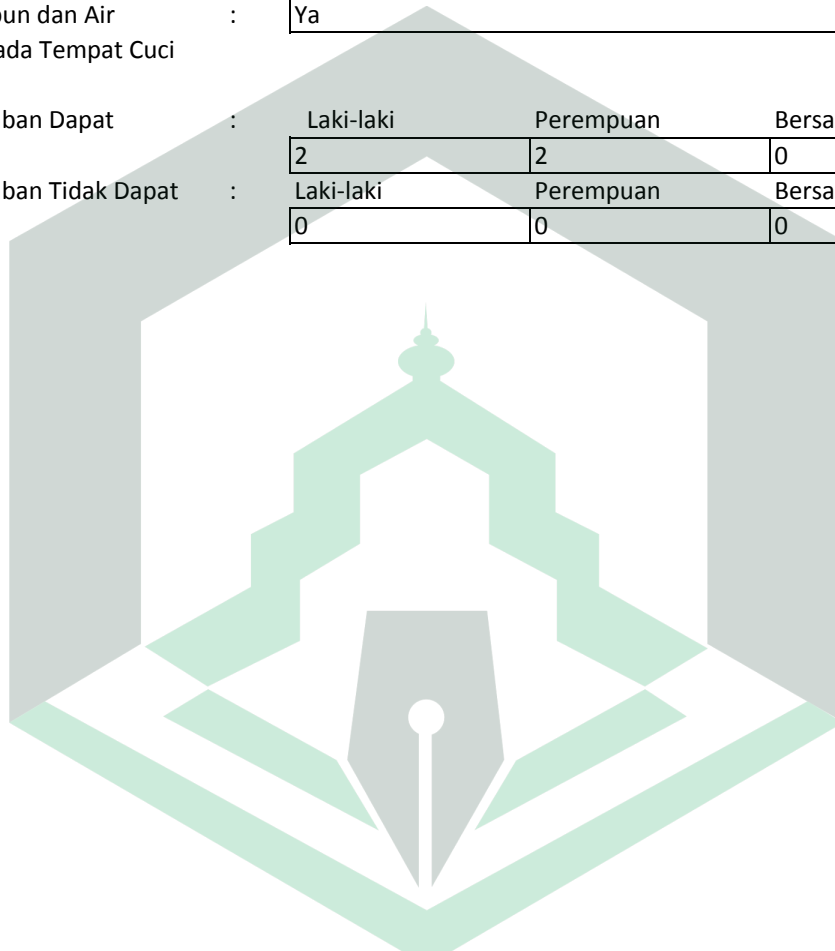 un dan Air : Ya
ada Tempat Cuci
ban Dapat : Laki-laki Perempuan Bersa
2 2 0
ban Tidak Dapat : Laki-laki Perempuan Bersa
0 0 0